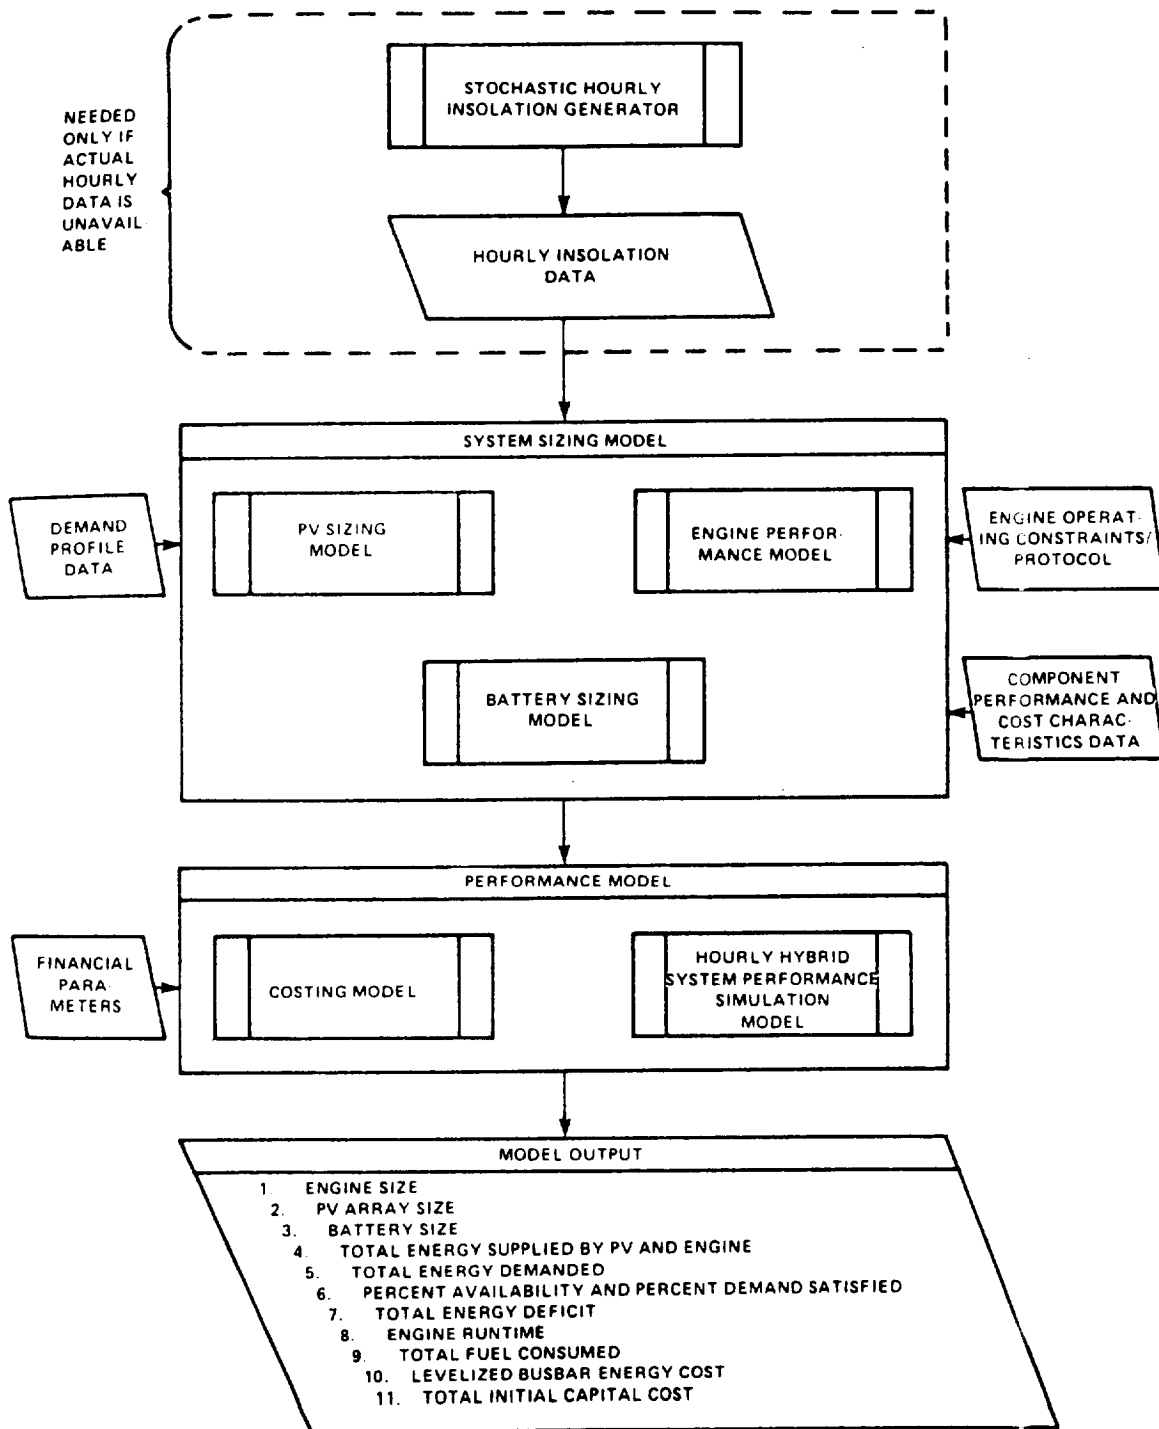 STOCHASTIC HOURLY
INSOLATION GENERATOR
NEEDED
ONLY IF
ACTUAL
HOURLY
DATA IS
UNAVAIL-
ABLE
HOURLY INSOLATION
DATA
SYSTEM SIZING MODEL
DEMAND
PROFILE
DATA
PV SIZING
MODEL
ENGINE PERFOR-
MANCE MODEL
ENGINE OPERAT-
ING CONSTRAINTS/
PROTOCOL
BATTERY SIZING
MODEL
COMPONENT
PERFORMANCE AND
COST CHARAC-
TERISTICS DATA
PERFORMANCE MODEL
FINANCIAL
PARA-
METERS
COSTING MODEL
HOURLY HYBRID
SYSTEM PERFORMANCE
SIMULATION
MODEL
MODEL OUTPUT
1. ENGINE SIZE
2. PV ARRAY SIZE
3. BATTERY SIZE
4. TOTAL ENERGY SUPPLIED BY PV AND ENGINE
5. TOTAL ENERGY DEMANDED
6. PERCENT AVAILABILITY AND PERCENT DEMAND SATISFIED
7. TOTAL ENERGY DEFICIT
8. ENGINE RUNTIME
9. TOTAL FUEL CONSUMED
10. LEVELIZED BUSBAR ENERGY COST
11. TOTAL INITIAL CAPITAL COST